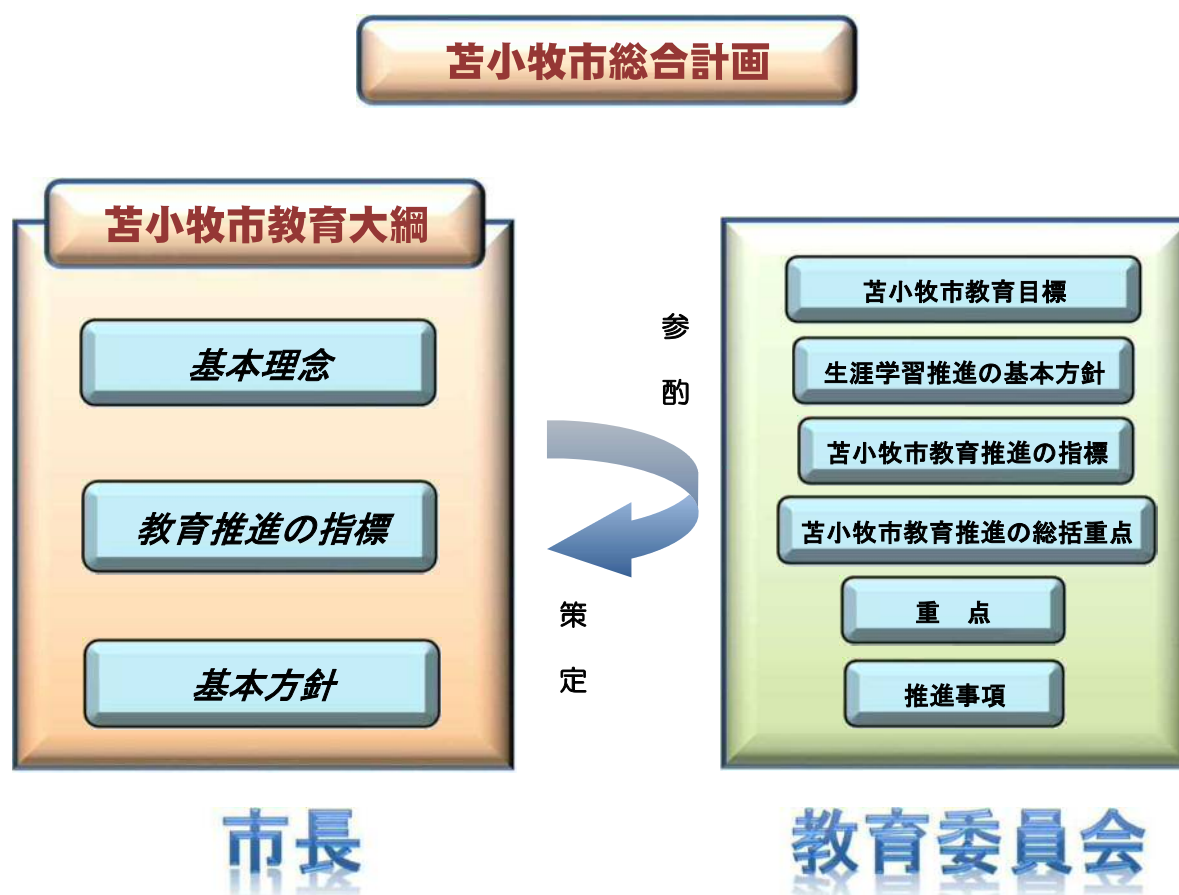 苫小牧市総合計画
苫小牧市教育大綱
基本理念
教育推進の指標
基本方針
市長
参酌
策定
苫小牧市教育目標
生涯学習推進の基本方針
苫小牧市教育推進の指標
苫小牧市教育推進の総括重点
重　点
推進事項
教育委員会